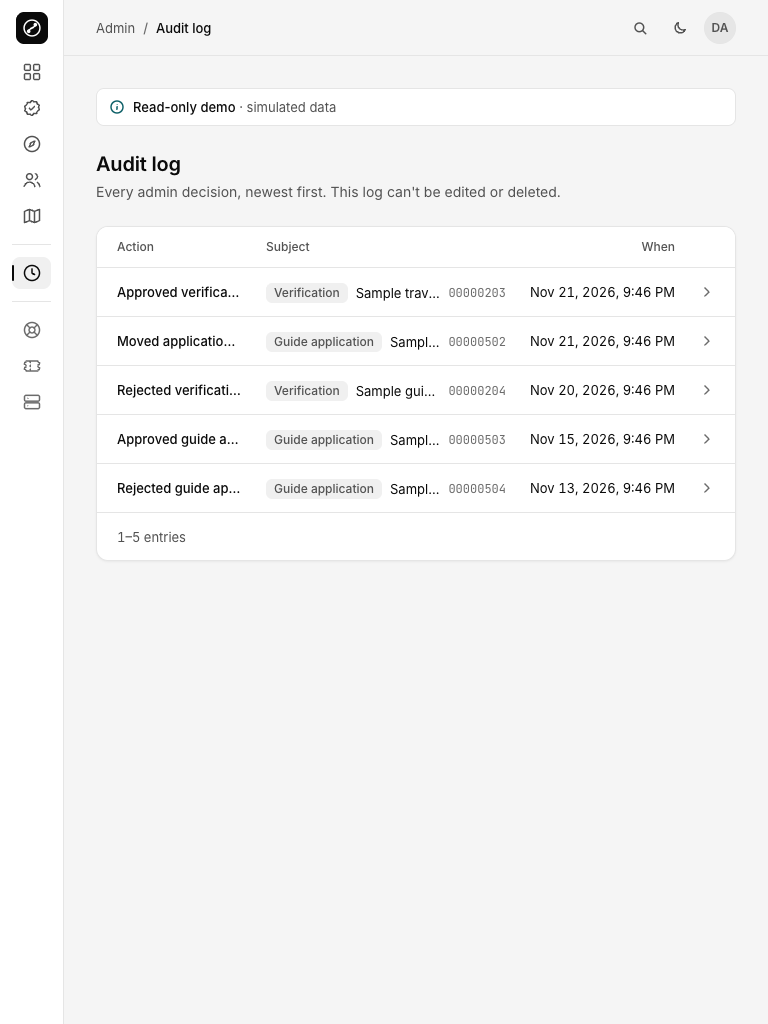 Admin / Audit log
DA
Read-only demo · simulated data
Audit log
Every admin decision, newest first. This log can't be edited or deleted.
Action Subject When
Approved verifica... Verification Sample trav... 00000203 Nov 21, 2026, 9:46 PM
Moved applicatio... Guide application Sampl... 00000502 Nov 21, 2026, 9:46 PM
Rejected verificati... Verification Sample gui... 00000204 Nov 20, 2026, 9:46 PM
Approved guide a... Guide application Sampl... 00000503 Nov 15, 2026, 9:46 PM
Rejected guide ap... Guide application Sampl... 00000504 Nov 13, 2026, 9:46 PM
1–5 entries